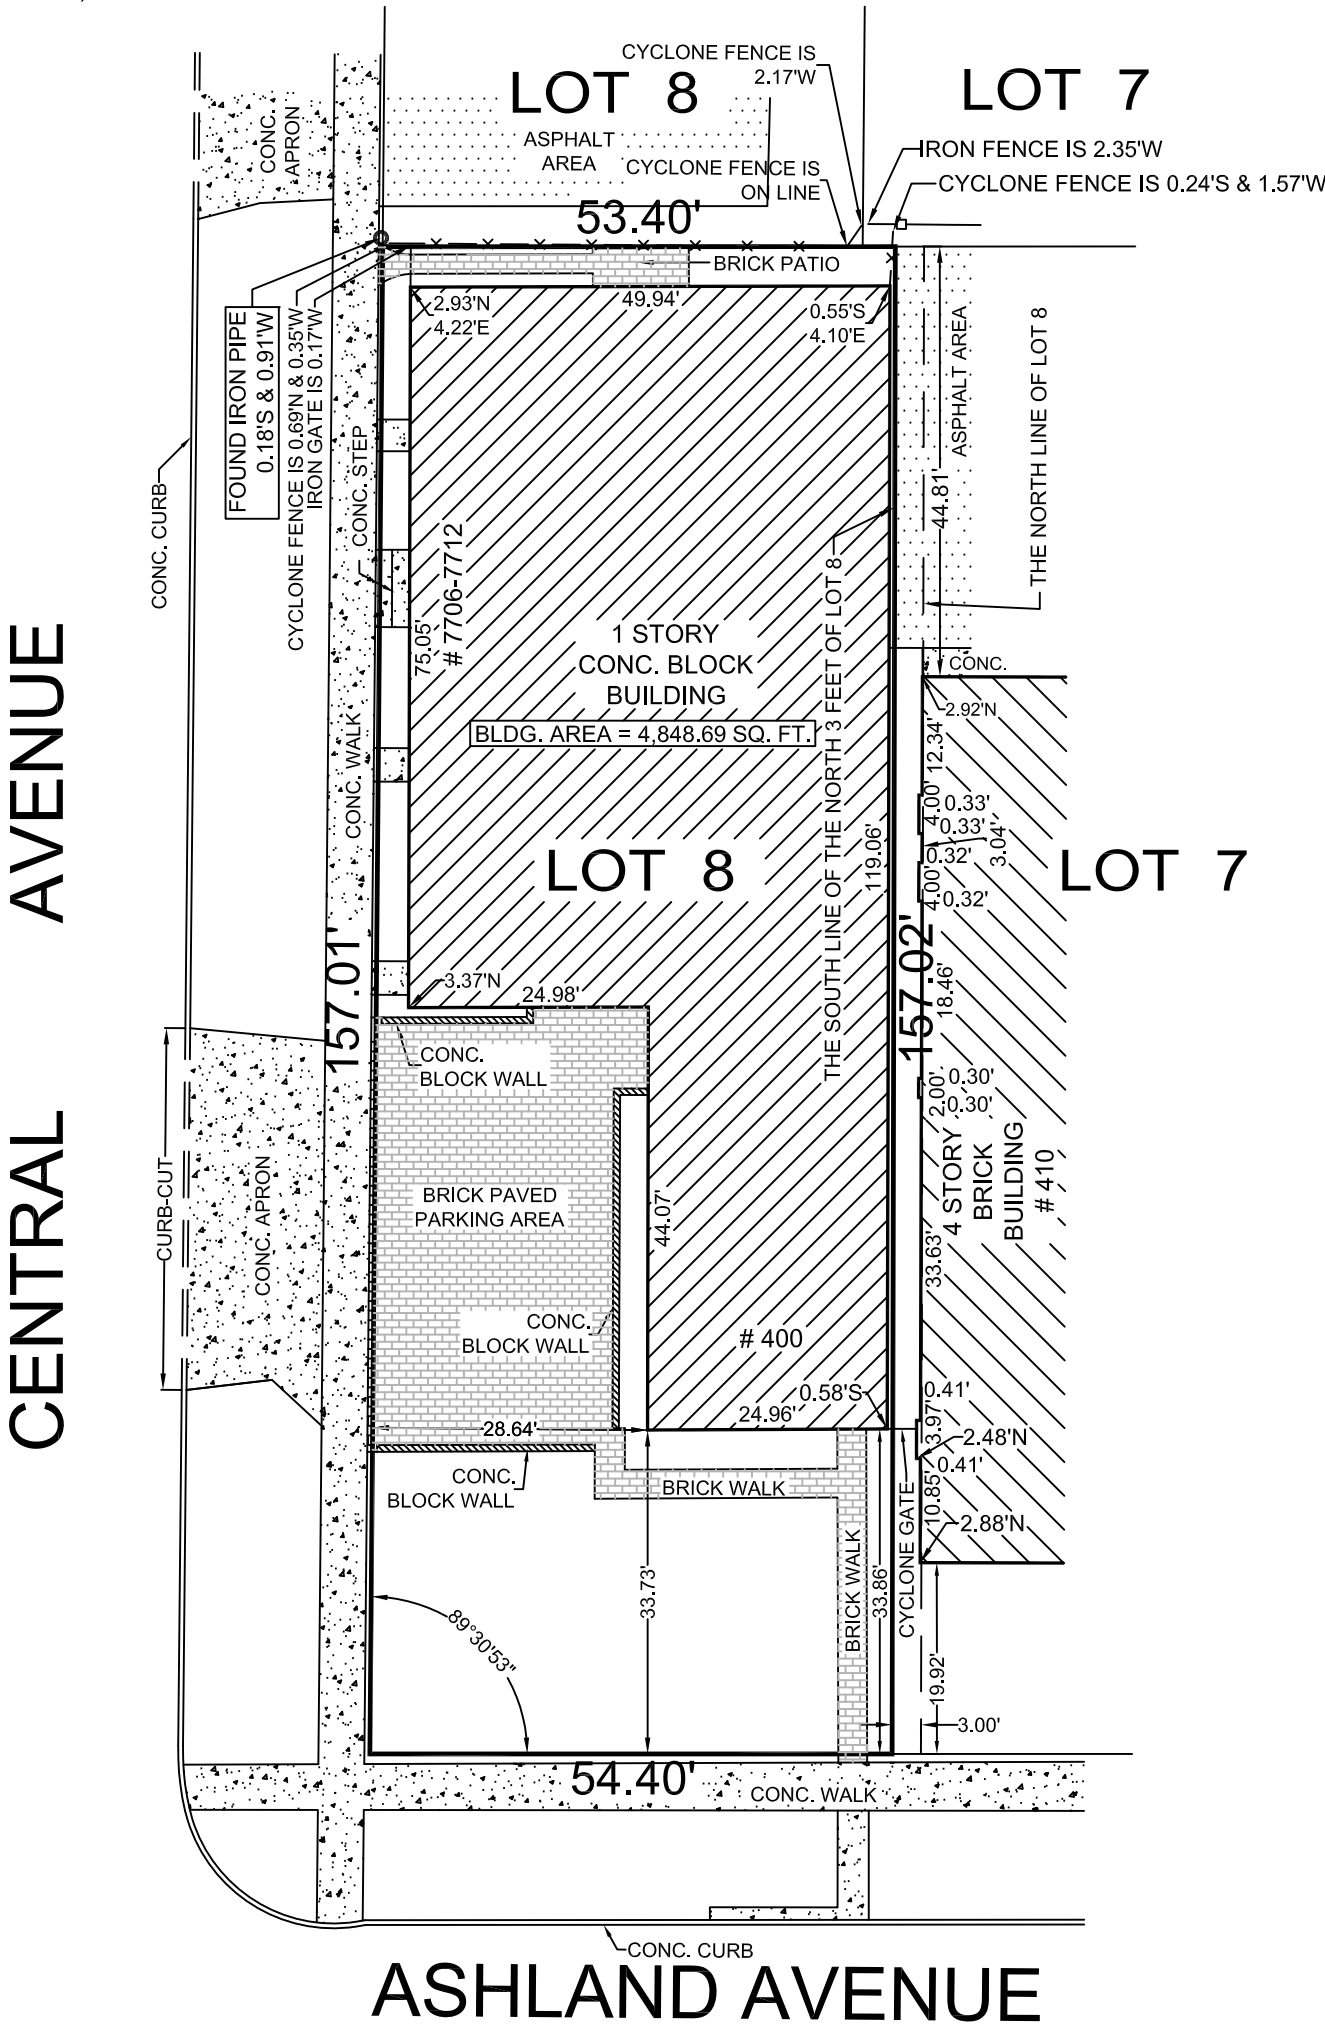 CYCLONE FENCE IS
2.17'W
LOT 8
LOT 7
CONC.
APRON
ASPHALT
AREA
IRON FENCE IS 2.35'W
CYCLONE FENCE IS
ON LINE
CYCLONE FENCE IS 0.24'S & 1.57'W
53.40'
BRICK PATIO
49.94'
2.93'N
4.22'E
0.55'S
4.10'E
FOUND IRON PIPE
0.18'S & 0.91'W
CYCLONE FENCE IS 0.69'N & 0.35'W
IRON GATE IS 0.17'W
CONC. STEP
CONC. CURB
ASPHALT AREA
44.81'
THE NORTH LINE OF LOT 8
75.05'
# 7706-7712
1 STORY
CONC. BLOCK
BUILDING
BLDG. AREA = 4,848.69 SQ. FT.
THE SOUTH LINE OF THE NORTH 3 FEET OF LOT 8
CONC.
2.92'N
12.34'
4.00'
0.33'
0.33'
3.04'
0.32'
4.00'
0.32'
CONC. WALK
LOT 8
119.06'
LOT 7
157.01'
157.02'
18.46'
3.37'N
24.98'
CONC.
BLOCK WALL
2.00'
0.30'
0.30'
4 STORY
BRICK
BUILDING
# 410
CURB-CUT
CONC. APRON
BRICK PAVED
PARKING AREA
44.07'
33.63'
CONC.
BLOCK WALL
# 400
0.58'S
24.96'
28.64'
0.41'
3.97'
2.48'N
0.41'
10.85'
2.88'N
CONC.
BLOCK WALL
BRICK WALK
CYCLONE GATE
BRICK WALK
33.73'
33.86'
89°30'53"
19.92'
3.00'
54.40'
CONC. WALK
CONC. CURB
CENTRAL AVENUE
ASHLAND AVENUE